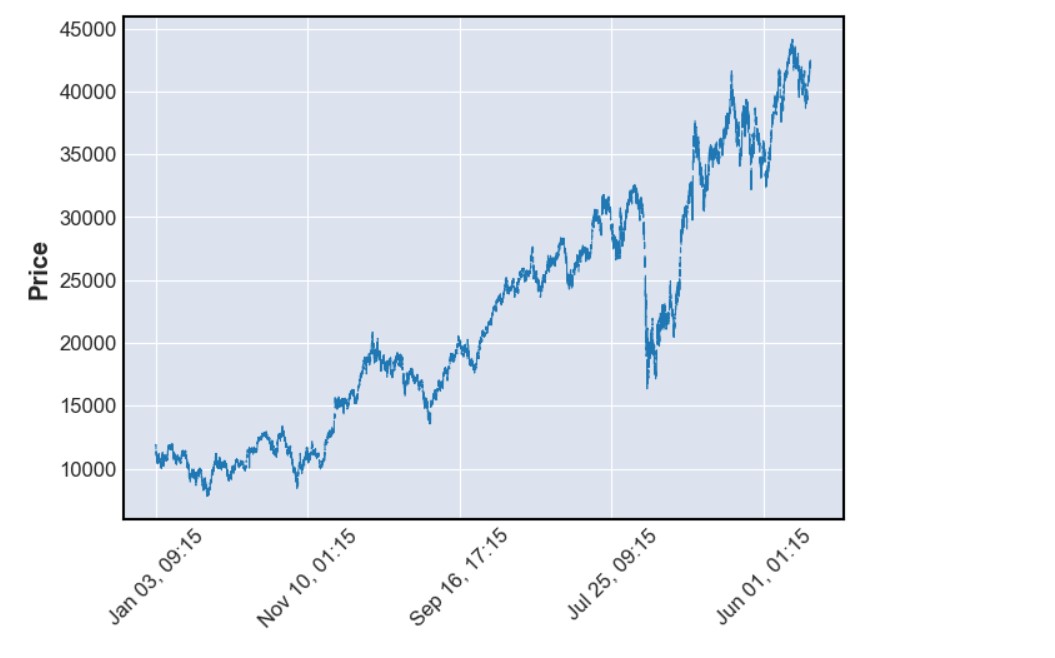 45000
40000
35000
30000
25000
20000
15000
10000
Price
Jan 03, 09:15
Nov 10, 01:15
Sep 16, 17:15
Jul 25, 09:15
Jun 01, 01:15